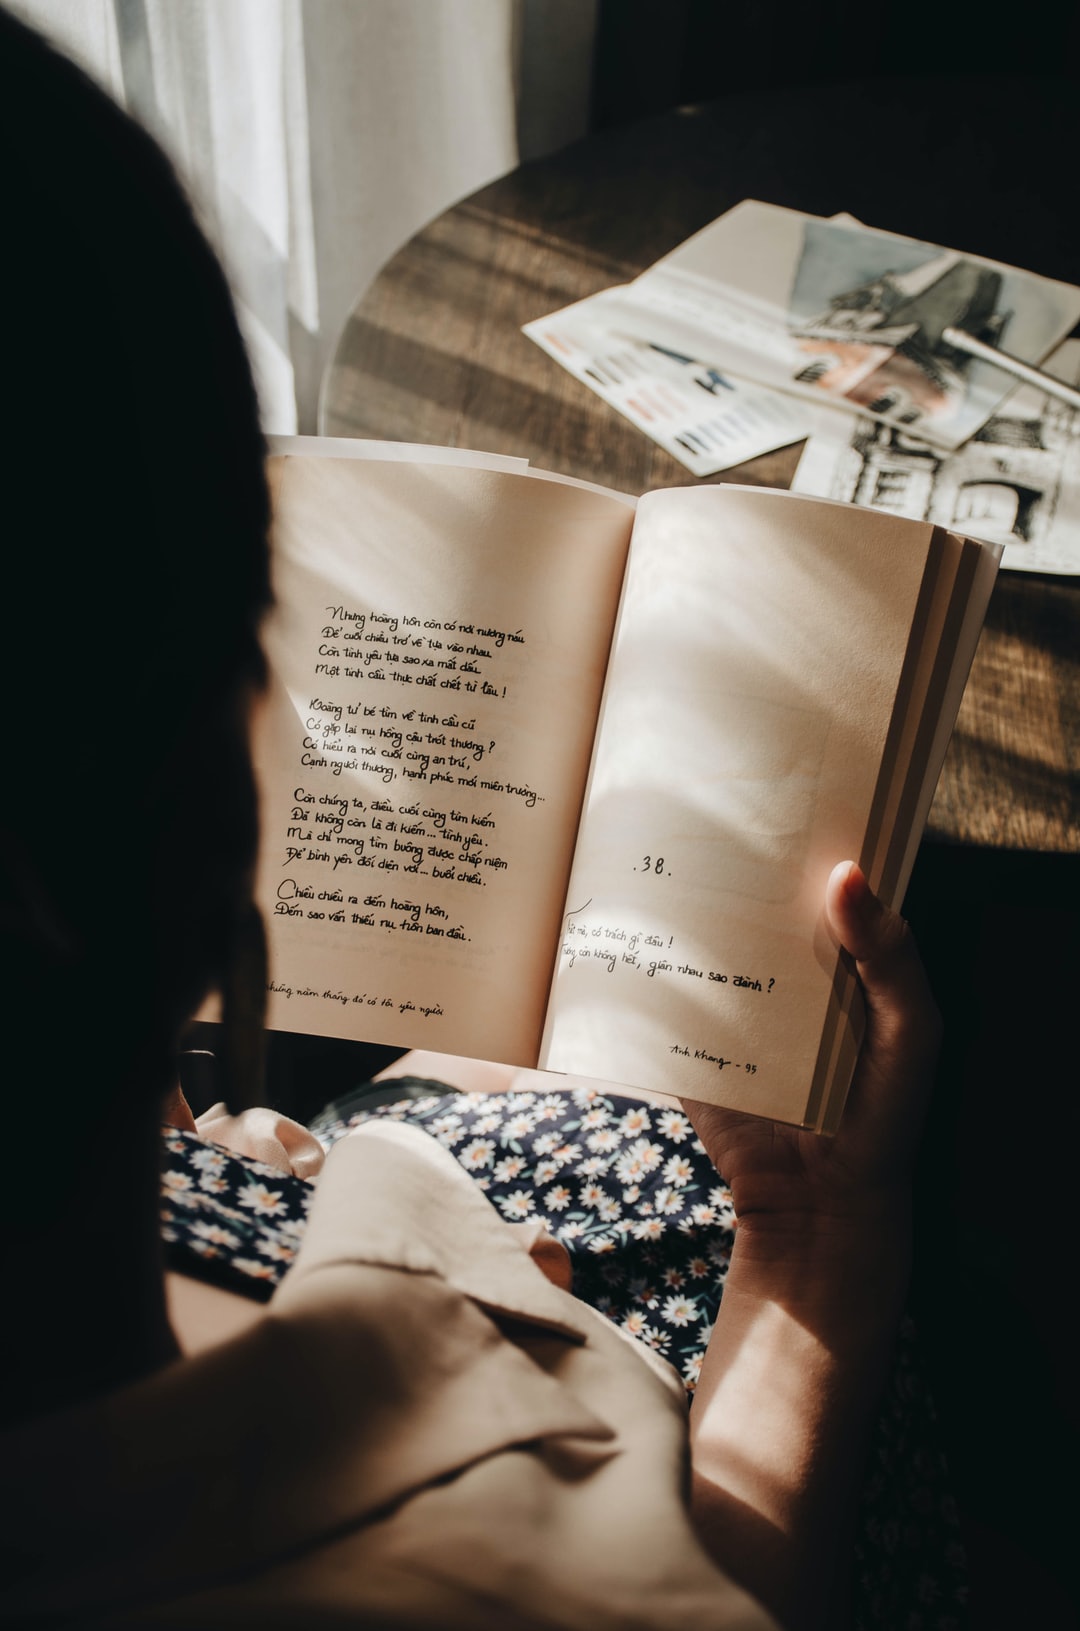 Nhưng hoàng hôn còn có nơi nương náu
Để cuối chiều trở về tựa vào nhau
Còn tình yêu tựa sao xa mất dấu
Một tinh cầu thực chất chết từ lâu !
Hoàng tử bé tìm về tinh cầu cũ
Có gặp lại nụ hồng cậu trót thương ?
Có hiểu ra nơi cuối cùng an trú,
Cạnh người thương, hạnh phúc mới miên trường...
Còn chúng ta, điều cuối cùng tìm kiếm
Đã không còn là đi kiếm... tình yêu.
Mà chỉ mong tìm buông được chấp niệm
Để bình yên đối diện với... buổi chiều.
Chiều chiều ra đếm hoàng hôn,
Đếm sao vẫn thiếu nụ hôn ban đầu.
những năm tháng đó có tôi yêu người
.38.
mà, có trách gì đâu !
còn không hết, giận nhau sao đành ?
Anh Khang - 95